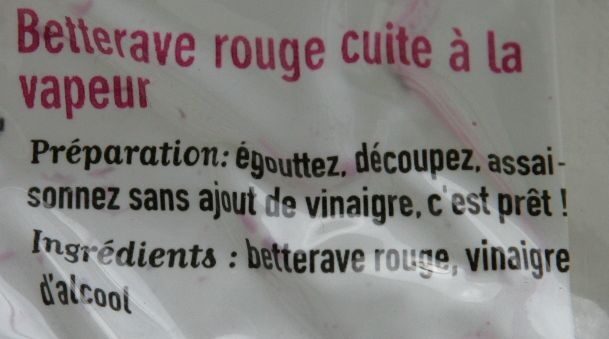 Betterave rouge cuite à la
vapeur
Préparation: égouttez, découpez, assai-
sonnez sans ajout de vinaigre, c'est prêt !
Ingrédients : betterave rouge, vinaigre
d'alcool